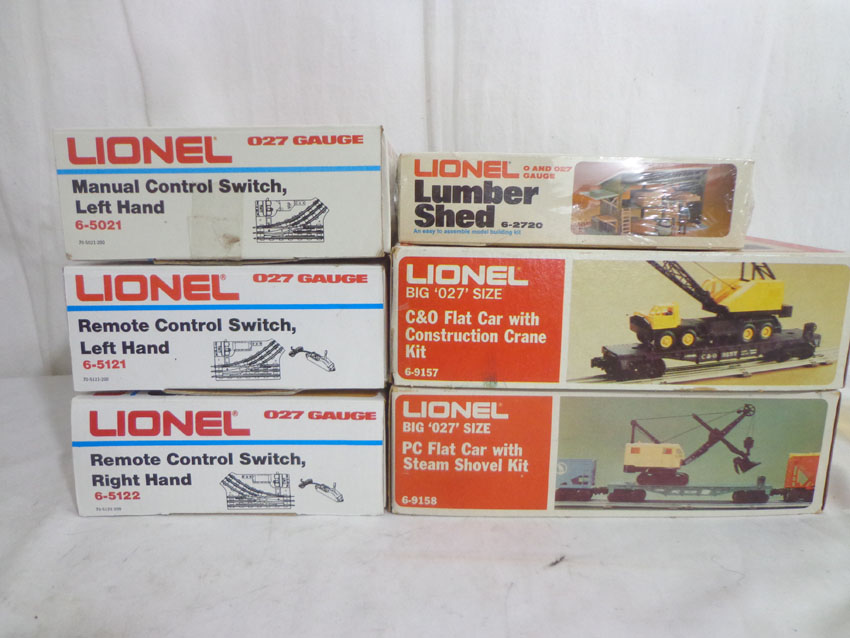 LIONEL® 027 GAUGE
Manual Control Switch,
Left Hand
6-5021
LIONEL® 027 GAUGE
Remote Control Switch,
Left Hand
6-5121
LIONEL® 027 GAUGE
Remote Control Switch,
Right Hand
6-5122
LIONEL® O AND 027
GAUGE
Lumber
Shed 6-2720
An easy to assemble model building kit
LIONEL®
BIG '027' SIZE
C&O Flat Car with
Construction Crane
Kit
6-9157
LIONEL®
BIG '027' SIZE
PC Flat Car with
Steam Shovel Kit
6-9158